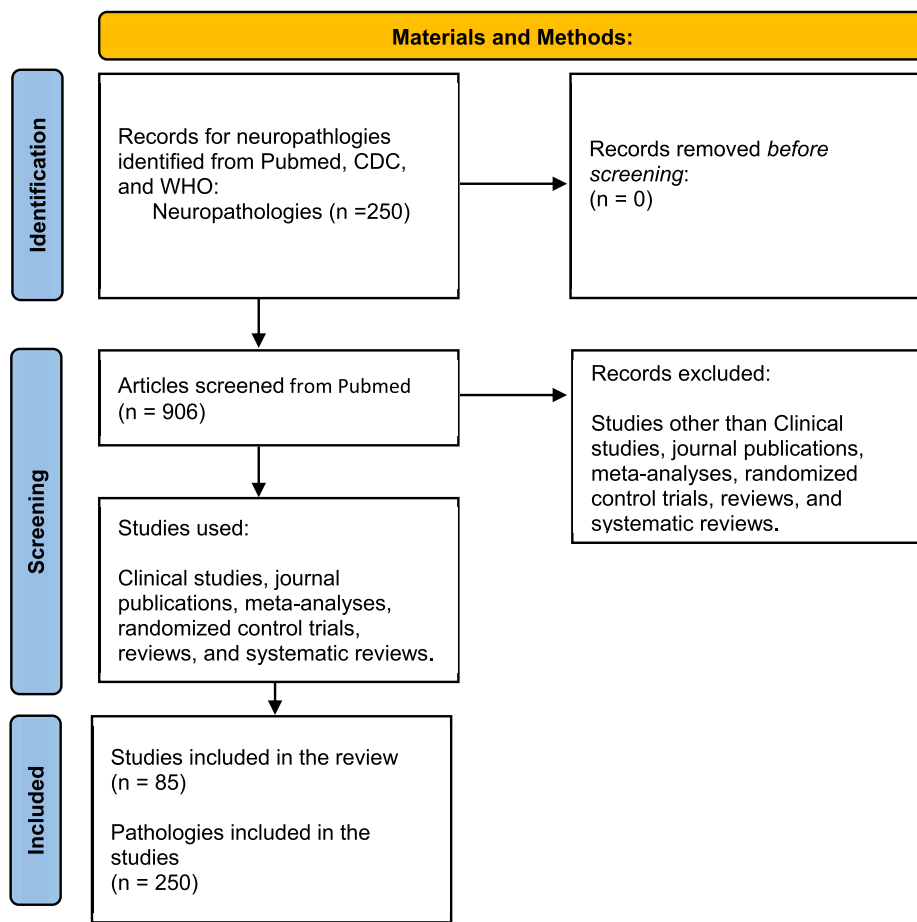 Materials and Methods:
Identification
Records for neuropathlogies
identified from Pubmed, CDC,
and WHO:
Neuropathologies (n =250)
Records removed before
screening:
(n = 0)
Screening
Articles screened from Pubmed
(n = 906)
Records excluded:
Studies other than Clinical
studies, journal publications,
meta-analyses, randomized
control trials, reviews, and
systematic reviews.
Studies used:
Clinical studies, journal
publications, meta-analyses,
randomized control trials,
reviews, and systematic reviews.
Included
Studies included in the review
(n = 85)
Pathologies included in the
studies
(n = 250)